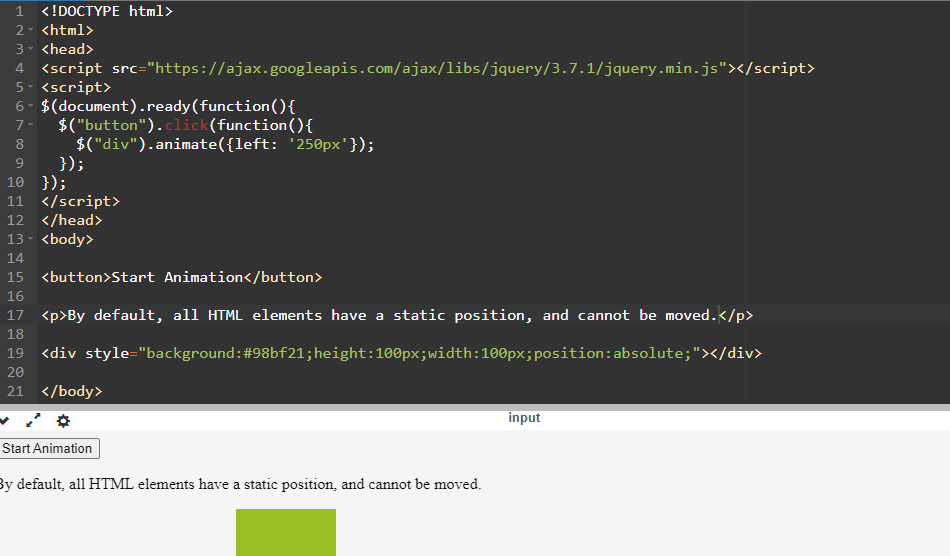 1 <!DOCTYPE html>
2 <html>
3 <head>
4 <script src="https://ajax.googleapis.com/ajax/libs/jquery/3.7.1/jquery.min.js"></script>
5 <script>
6 $(document).ready(function(){
7   $("button").click(function(){
8     $("div").animate({left: '250px'});
9   });
10 });
11 </script>
12 </head>
13 <body>
14
15 <button>Start Animation</button>
16
17 <p>By default, all HTML elements have a static position, and cannot be moved.</p>
18
19 <div style="background:#98bf21;height:100px;width:100px;position:absolute;"></div>
20
21 </body>
input
Start Animation
By default, all HTML elements have a static position, and cannot be moved.